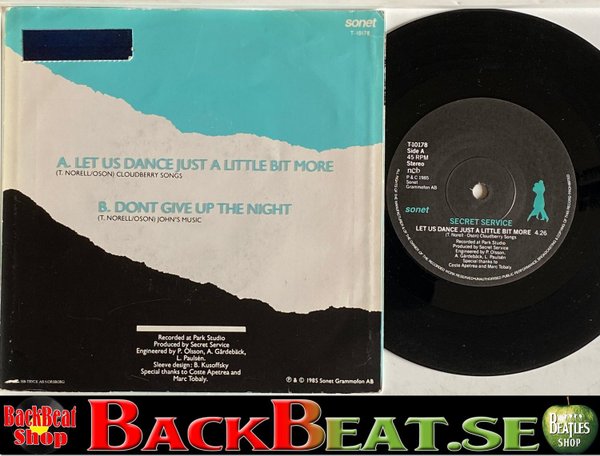 sonet
T-10178
A. LET US DANCE JUST A LITTLE BIT MORE
(T. NORELL/OSON) CLOUDBERRY SONGS
B. DONT GIVE UP THE NIGHT
(T. NORELL/OSON) JOHN'S MUSIC
Recorded at Park Studio
Produced by Secret Service
Engineered by P. Olsson, A. Gårdebäck,
L. Paulsén.
Sleeve design: B. Kusoffsky
Special thanks to Coste Apetrea and
Marc Tobaly.
℗ & © 1985 Sonet Grammofon AB
T-10178
Side A
45 RPM
Stereo
ncb
P & C 1985
Sonet
Grammofon AB
sonet
SECRET SERVICE
LET US DANCE JUST A LITTLE BIT MORE 4.26
(T. Norell - Oson) Cloudberry Songs
Recorded at Park Studio
Produced by Secret Service
Engineered by P. Olsson,
A. Gårdebäck, L. Paulsén
Special thanks to
Coste Apetrea and Marc Tobaly.
BackBeat
Shop
BACKBEAT.SE
BEATLES
SHOP